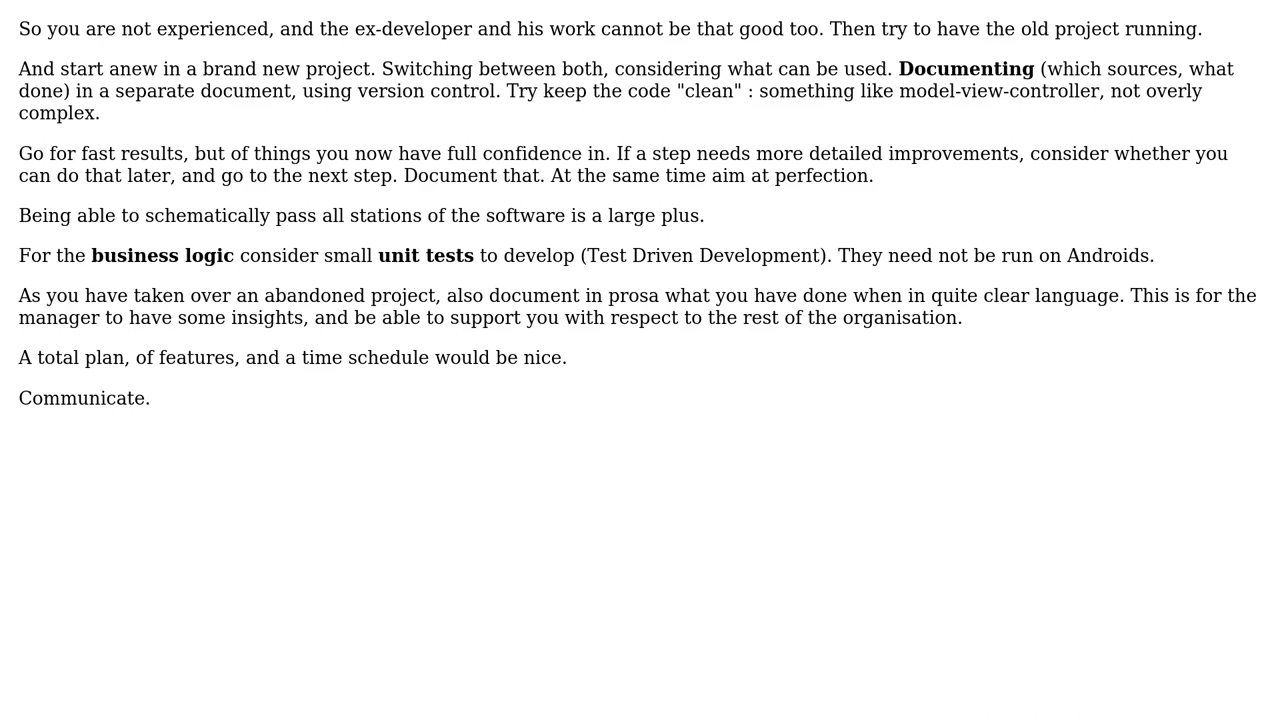 So you are not experienced, and the ex-developer and his work cannot be that good too. Then try to have the old project running.
And start anew in a brand new project. Switching between both, considering what can be used. Documenting (which sources, what
done) in a separate document, using version control. Try keep the code "clean" : something like model-view-controller, not overly
complex.
Go for fast results, but of things you now have full confidence in. If a step needs more detailed improvements, consider whether you
can do that later, and go to the next step. Document that. At the same time aim at perfection.
Being able to schematically pass all stations of the software is a large plus.
For the business logic consider small unit tests to develop (Test Driven Development). They need not be run on Androids.
As you have taken over an abandoned project, also document in prosa what you have done when in quite clear language. This is for the
manager to have some insights, and be able to support you with respect to the rest of the organisation.
A total plan, of features, and a time schedule would be nice.
Communicate.